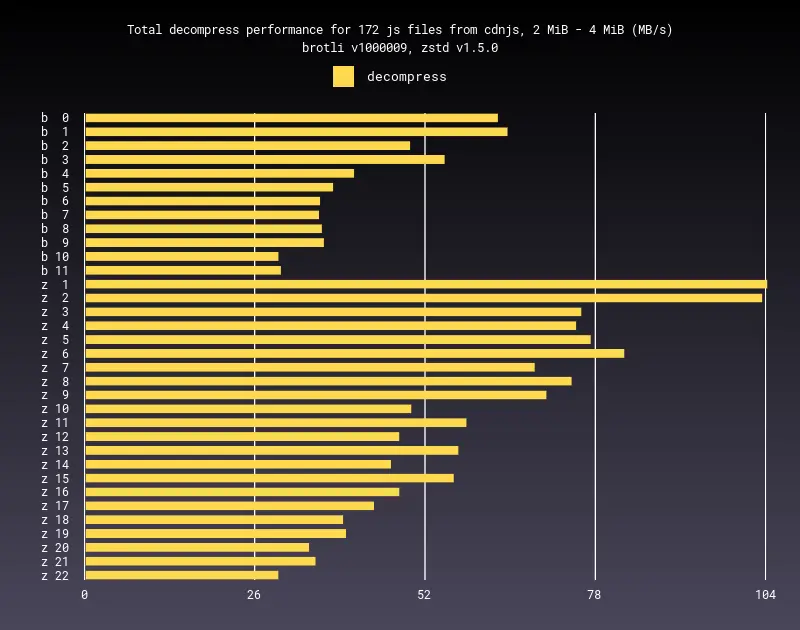 Total decompress performance for 172 js files from cdnjs, 2 MiB - 4 MiB (MB/s)
brotli v1000009, zstd v1.5.0
decompress
b 0
b 1
b 2
b 3
b 4
b 5
b 6
b 7
b 8
b 9
b 10
b 11
z 1
z 2
z 3
z 4
z 5
z 6
z 7
z 8
z 9
z 10
z 11
z 12
z 13
z 14
z 15
z 16
z 17
z 18
z 19
z 20
z 21
z 22
0 26 52 78 104